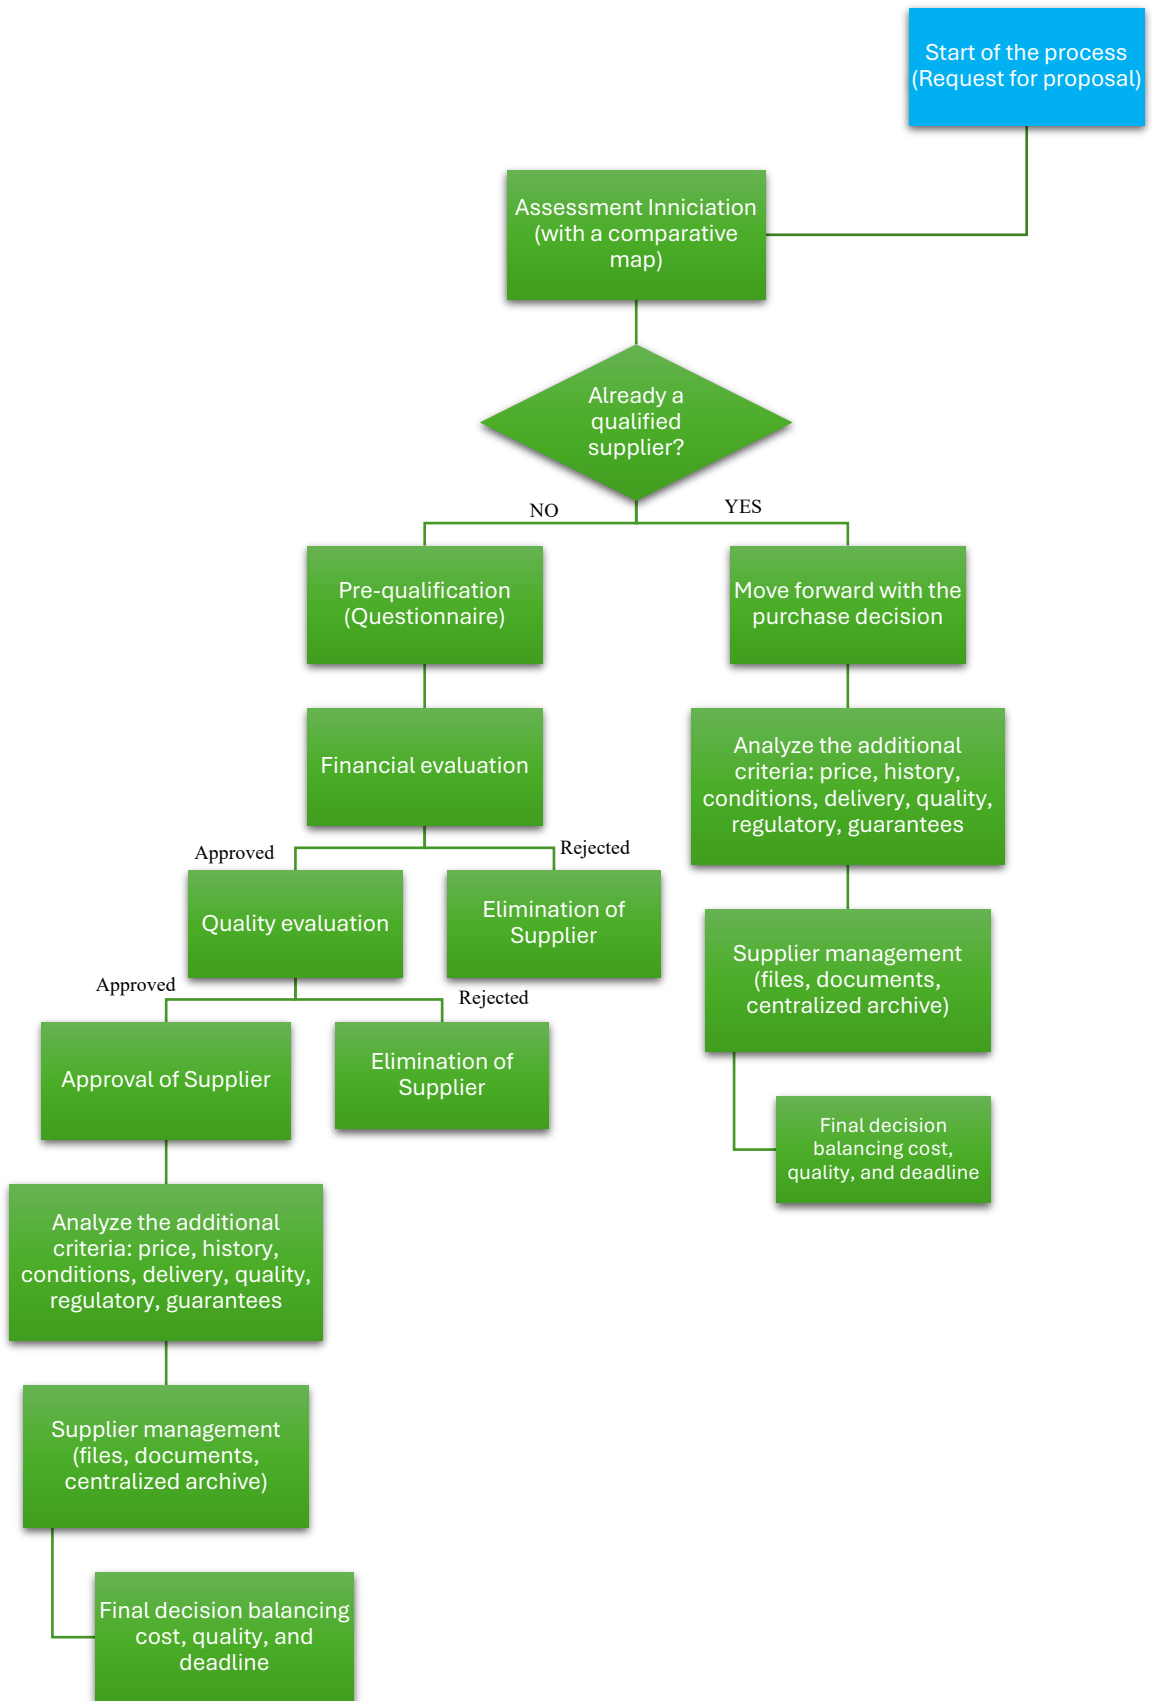 Start of the process
(Request for proposal)
Assessment Inniciation
(with a comparative
map)
Already a
qualified
supplier?
NO
YES
Pre-qualification
(Questionnaire)
Move forward with the
purchase decision
Financial evaluation
Analyze the additional
criteria: price, history,
conditions, delivery, quality,
regulatory, guarantees
Approved
Rejected
Quality evaluation
Elimination of
Supplier
Supplier management
(files, documents,
centralized archive)
Approved
Rejected
Approval of Supplier
Elimination of
Supplier
Final decision
balancing cost,
quality, and deadline
Analyze the additional
criteria: price, history,
conditions, delivery, quality,
regulatory, guarantees
Supplier management
(files, documents,
centralized archive)
Final decision balancing
cost, quality, and
deadline